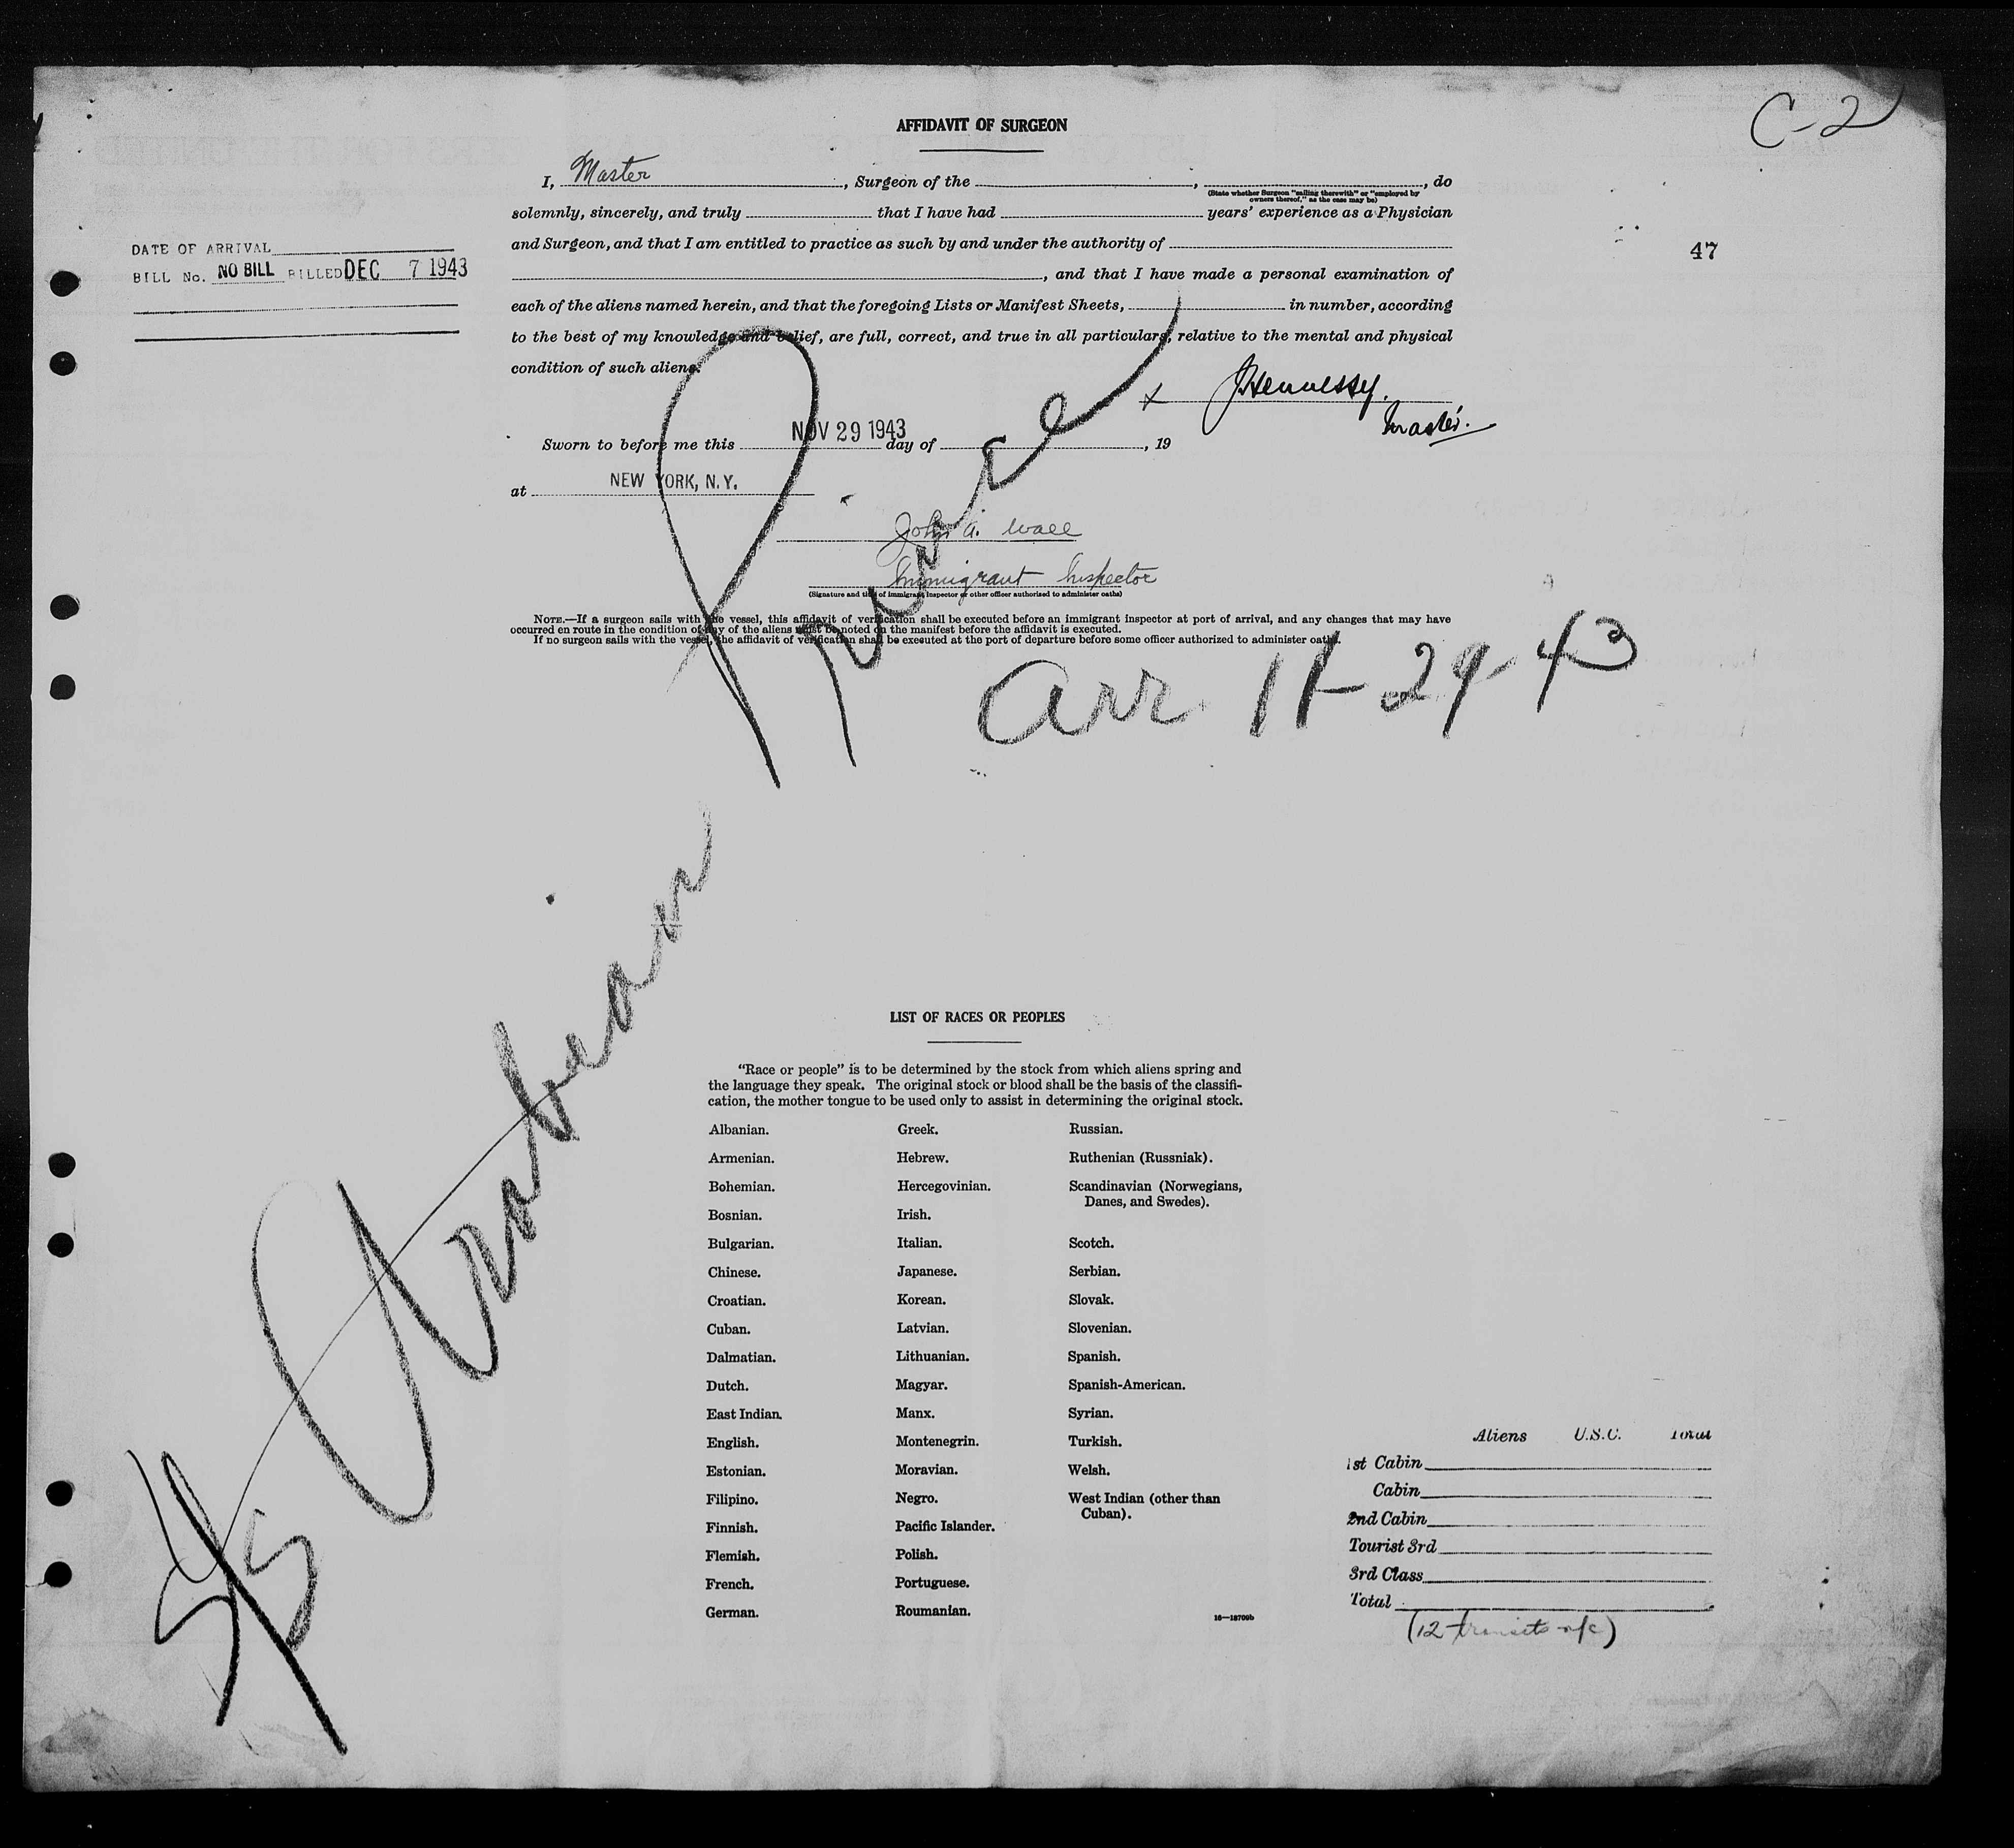 C-2
AFFIDAVIT OF SURGEON
I, Master, Surgeon of the , , do
(State whether Surgeon "sailing therewith" or "employed by
owners thereof," as the case may be)
solemnly, sincerely, and truly that I have had years' experience as a Physician
and Surgeon, and that I am entitled to practice as such by and under the authority of
, and that I have made a personal examination of
each of the aliens named herein, and that the foregoing Lists or Manifest Sheets, in number, according
to the best of my knowledge and belief, are full, correct, and true in all particulars, relative to the mental and physical
condition of such aliens.
DATE OF ARRIVAL
BILL No. NO BILL BILLED DEC 7 1943
47
x JHennessy.
Master.
Sworn to before me this NOV 29 1943 day of , 19
at NEW YORK, N.Y.
John A. Wall
Immigrant Inspector
(Signature and title of immigrant inspector or other officer authorized to administer oaths)
NOTE.—If a surgeon sails with the vessel, this affidavit of verification shall be executed before an immigrant inspector at port of arrival, and any changes that may have
occurred en route in the condition of any of the aliens must be noted on the manifest before the affidavit is executed.
If no surgeon sails with the vessel, the affidavit of verification shall be executed at the port of departure before some officer authorized to administer oaths.
Arr 11-29-43
S/S
Prince
LIST OF RACES OR PEOPLES
"Race or people" is to be determined by the stock from which aliens spring and
the language they speak. The original stock or blood shall be the basis of the classifi-
cation, the mother tongue to be used only to assist in determining the original stock.
Albanian.
Armenian.
Bohemian.
Bosnian.
Bulgarian.
Chinese.
Croatian.
Cuban.
Dalmatian.
Dutch.
East Indian.
English.
Estonian.
Filipino.
Finnish.
Flemish.
French.
German.
Greek.
Hebrew.
Hercegovinian.
Irish.
Italian.
Japanese.
Korean.
Latvian.
Lithuanian.
Magyar.
Manx.
Montenegrin.
Moravian.
Negro.
Pacific Islander.
Polish.
Portuguese.
Roumanian.
Russian.
Ruthenian (Russniak).
Scandinavian (Norwegians,
Danes, and Swedes).
Scotch.
Serbian.
Slovak.
Slovenian.
Spanish.
Spanish-American.
Syrian.
Turkish.
Welsh.
West Indian (other than
Cuban).
16—18709b
Aliens U.S.C. Total
1st Cabin
Cabin
2nd Cabin
Tourist 3rd
3rd Class
Total
(12 transits n/c)